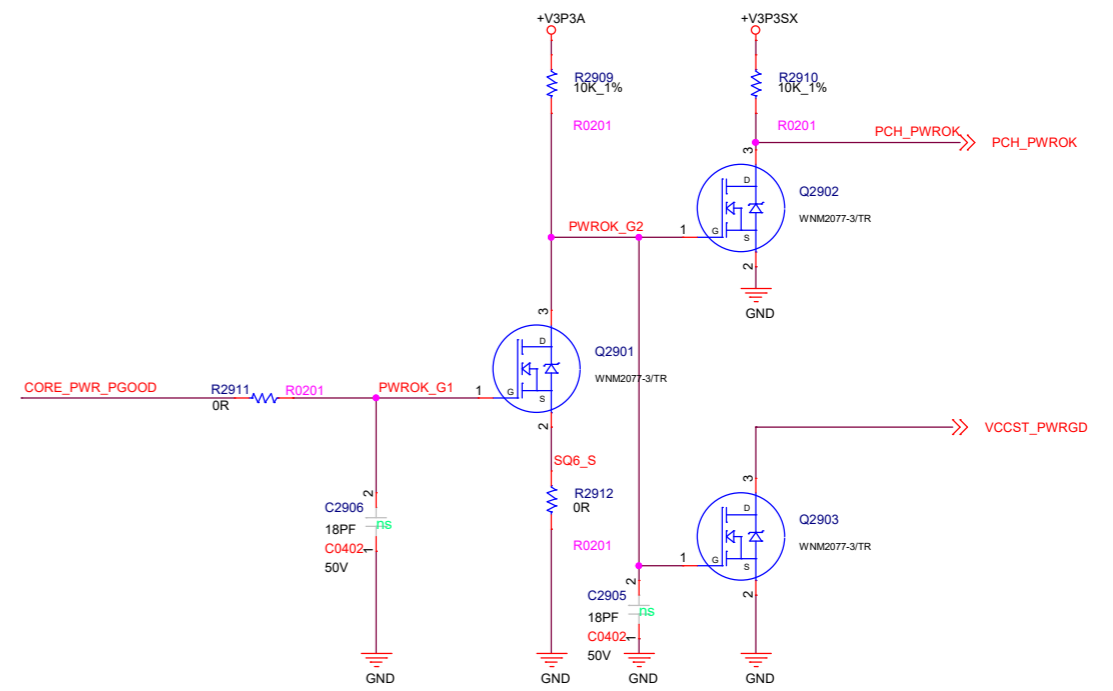 +V3P3A
+V3P3SX
R2909
10K_1%
R0201
R2910
10K_1%
R0201
PCH_PWROK
PCH_PWROK
3
D
G
S
1
2
Q2902
WNM2077-3/TR
GND
PWROK_G2
3
D
G
S
1
2
Q2901
WNM2077-3/TR
CORE_PWR_PGOOD
R2911
0R
R0201
PWROK_G1
SQ6_S
R2912
0R
R0201
VCCST_PWRGD
3
D
G
S
1
2
Q2903
WNM2077-3/TR
2
C2906
18PF
ns
C0402
1
50V
2
C2905
18PF
ns
C0402
1
50V
GND
GND
GND
GND